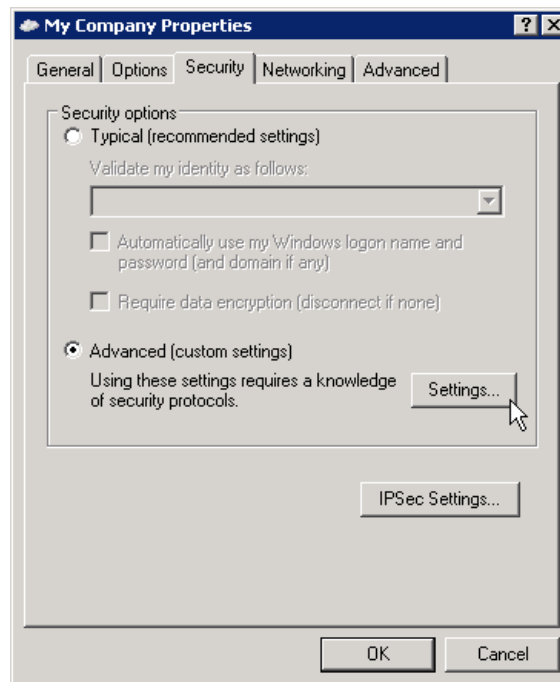 My Company Properties
General Options Security Networking Advanced
Security options
Typical (recommended settings)
Validate my identity as follows:
Automatically use my Windows logon name and
password (and domain if any)
Require data encryption (disconnect if none)
Advanced (custom settings)
Using these settings requires a knowledge
of security protocols.
Settings...
IPSec Settings...
OK Cancel